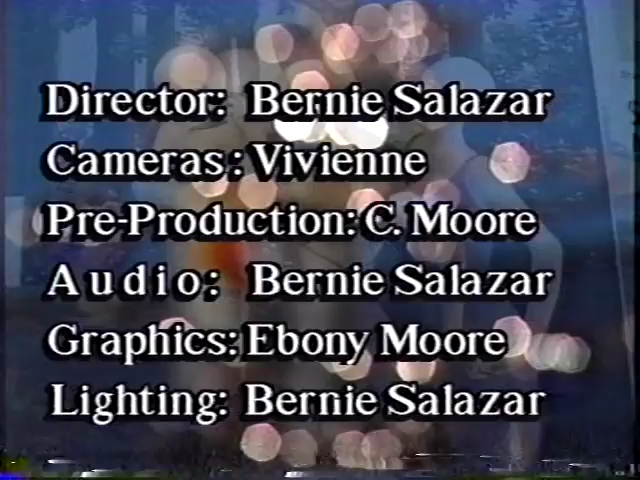 Director: Bernie Salazar
Cameras: Vivienne
Pre-Production: C. Moore
Audio: Bernie Salazar
Graphics: Ebony Moore
Lighting: Bernie Salazar